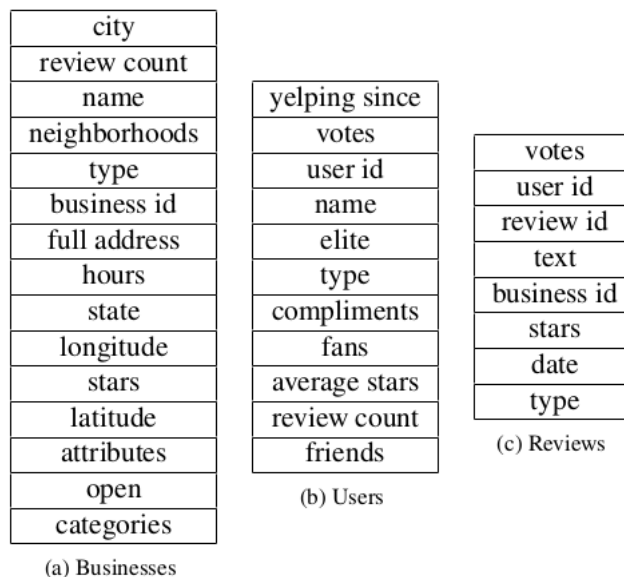 city
review count
name
neighborhoods
type
business id
full address
hours
state
longitude
stars
latitude
attributes
open
categories
(a) Businesses
yelping since
votes
user id
name
elite
type
compliments
fans
average stars
review count
friends
(b) Users
votes
user id
review id
text
business id
stars
date
type
(c) Reviews